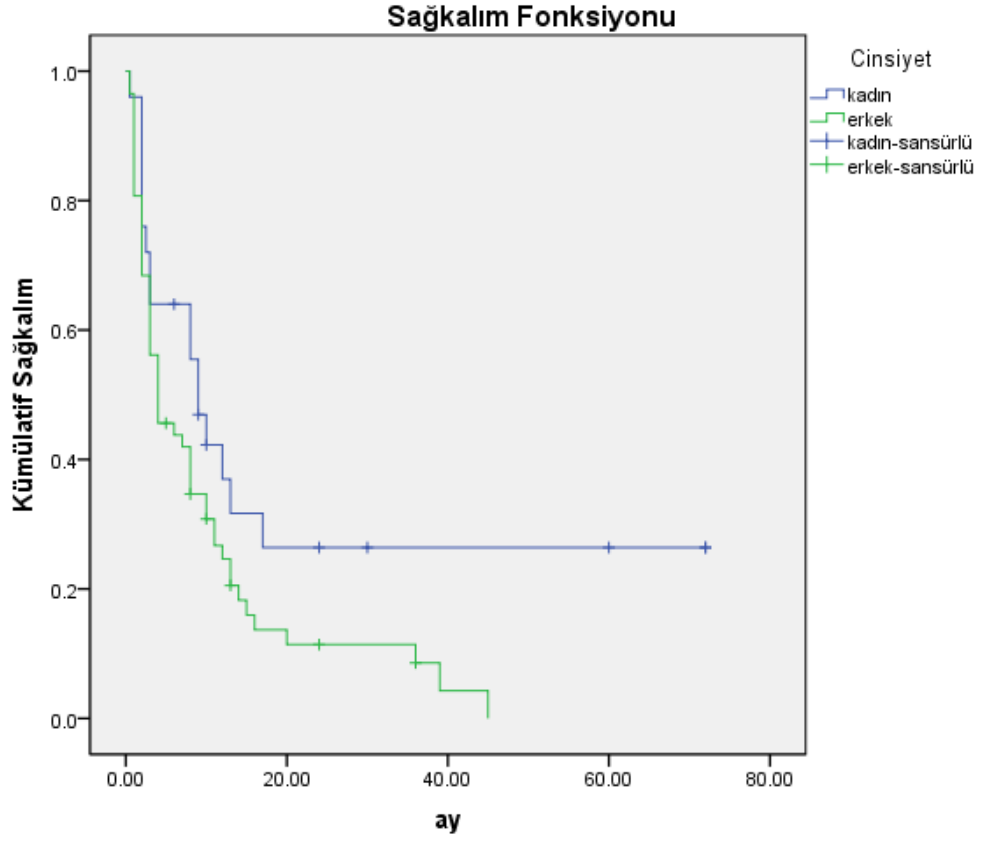 Sağkalım Fonksiyonu
Cinsiyet
kadın
erkek
kadın-sansürlü
erkek-sansürlü
Kümülatif Sağkalım
1.0
0.8
0.6
0.4
0.2
0.0
0.00 20.00 40.00 60.00 80.00
ay